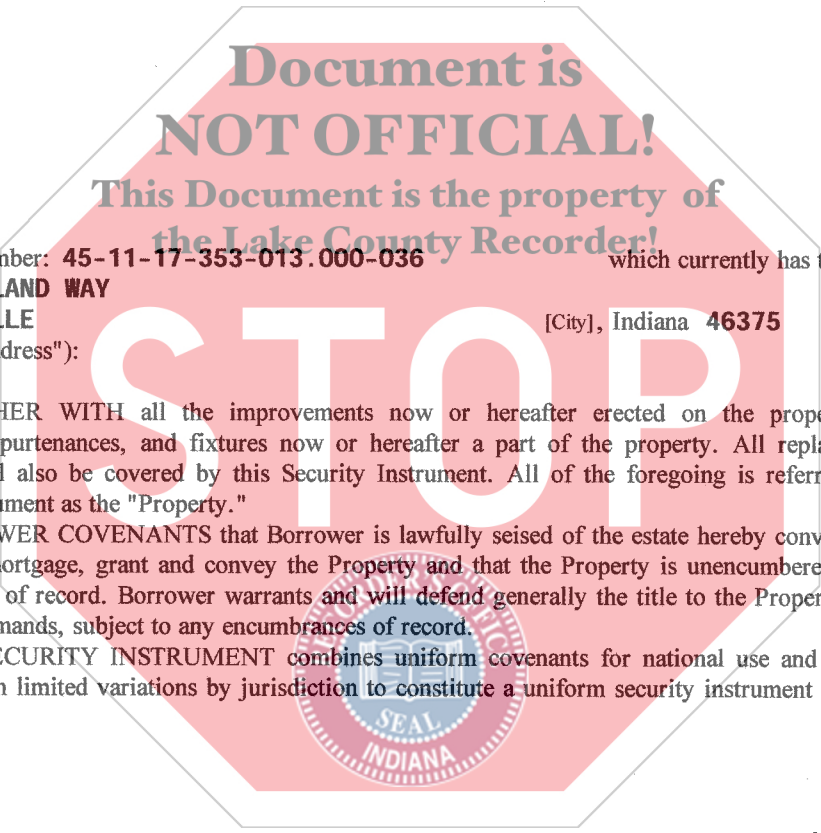 Document is
NOT OFFICIAL!
This Document is the property of
the Lake County Recorder!
nber: 45-11-17-353-013.000-036 which currently has t
LAND WAY
LLE [City], Indiana 46375
dress"):
STOP
HER WITH all the improvements now or hereafter erected on the prope
purtenances, and fixtures now or hereafter a part of the property. All repla
l also be covered by this Security Instrument. All of the foregoing is referr
ument as the "Property."
WER COVENANTS that Borrower is lawfully seised of the estate hereby conv
ortgage, grant and convey the Property and that the Property is unencumbere
of record. Borrower warrants and will defend generally the title to the Proper
mands, subject to any encumbrances of record.
ECURITY INSTRUMENT combines uniform covenants for national use and
h limited variations by jurisdiction to constitute a uniform security instrument
RECORDER'S OFFICE
SEAL
INDIANA